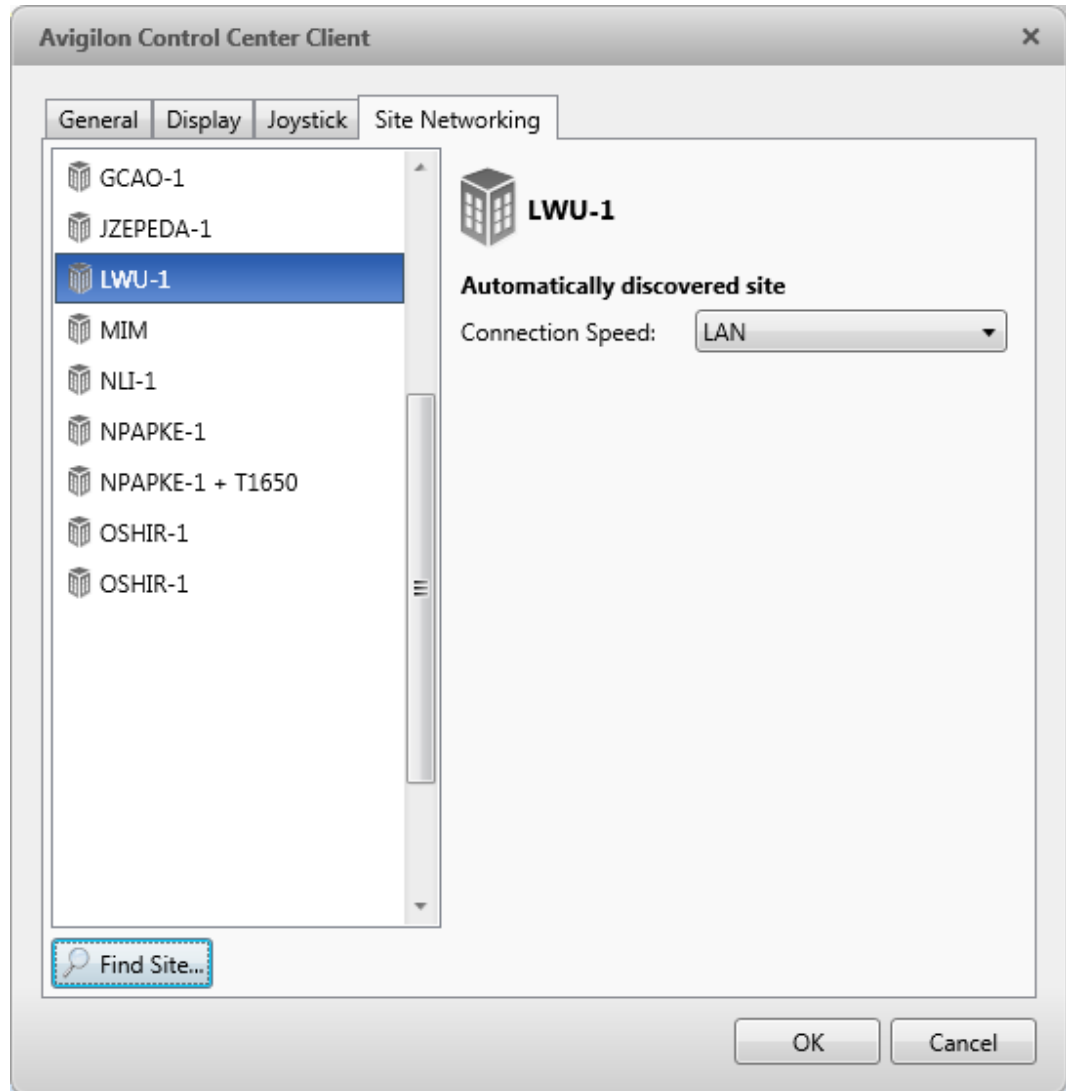 Avigilon Control Center Client
General Display Joystick Site Networking
GCAO-1
JZEPEDA-1
LWU-1
MIM
NLI-1
NPAPKE-1
NPAPKE-1 + T1650
OSHIR-1
OSHIR-1
Find Site...
LWU-1
Automatically discovered site
Connection Speed: LAN
OK Cancel